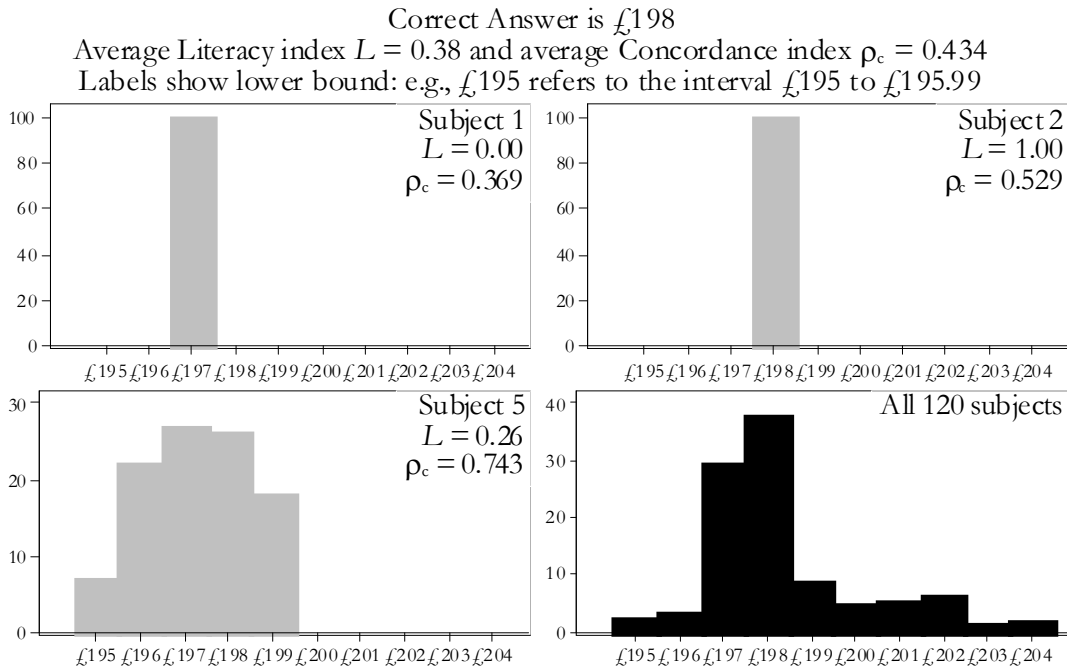 Correct Answer is £198
Average Literacy index L = 0.38 and average Concordance index ρc = 0.434
Labels show lower bound: e.g., £195 refers to the interval £195 to £195.99
Subject 1
L = 0.00
ρc = 0.369
100
80
60
40
20
0
£195 £196 £197 £198 £199 £200 £201 £202 £203 £204
Subject 2
L = 1.00
ρc = 0.529
100
80
60
40
20
0
£195 £196 £197 £198 £199 £200 £201 £202 £203 £204
Subject 5
L = 0.26
ρc = 0.743
30
20
10
0
£195 £196 £197 £198 £199 £200 £201 £202 £203 £204
All 120 subjects
40
30
20
10
0
£195 £196 £197 £198 £199 £200 £201 £202 £203 £204